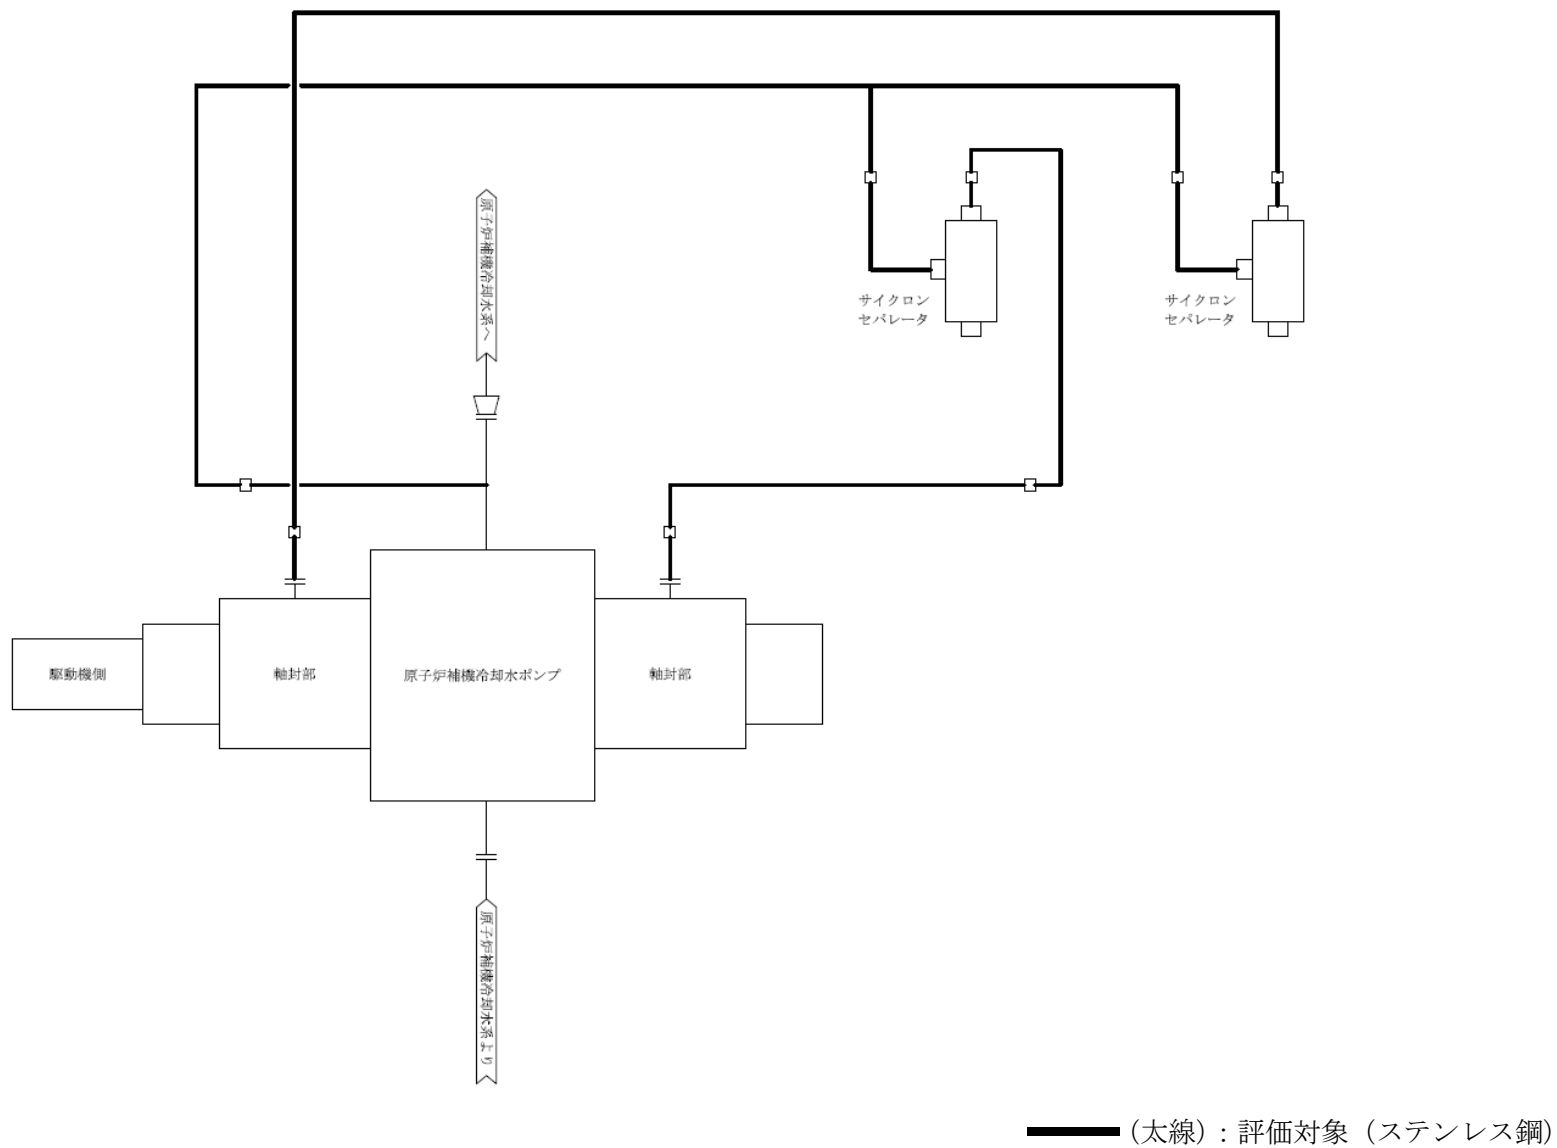 原子炉補機冷却水系へ
サイクロン
セパレータ
サイクロン
セパレータ
駆動機側
軸封部
原子炉補機冷却水ポンプ
軸封部
原子炉補機冷却水系より
(太線)：評価対象（ステンレス鋼）